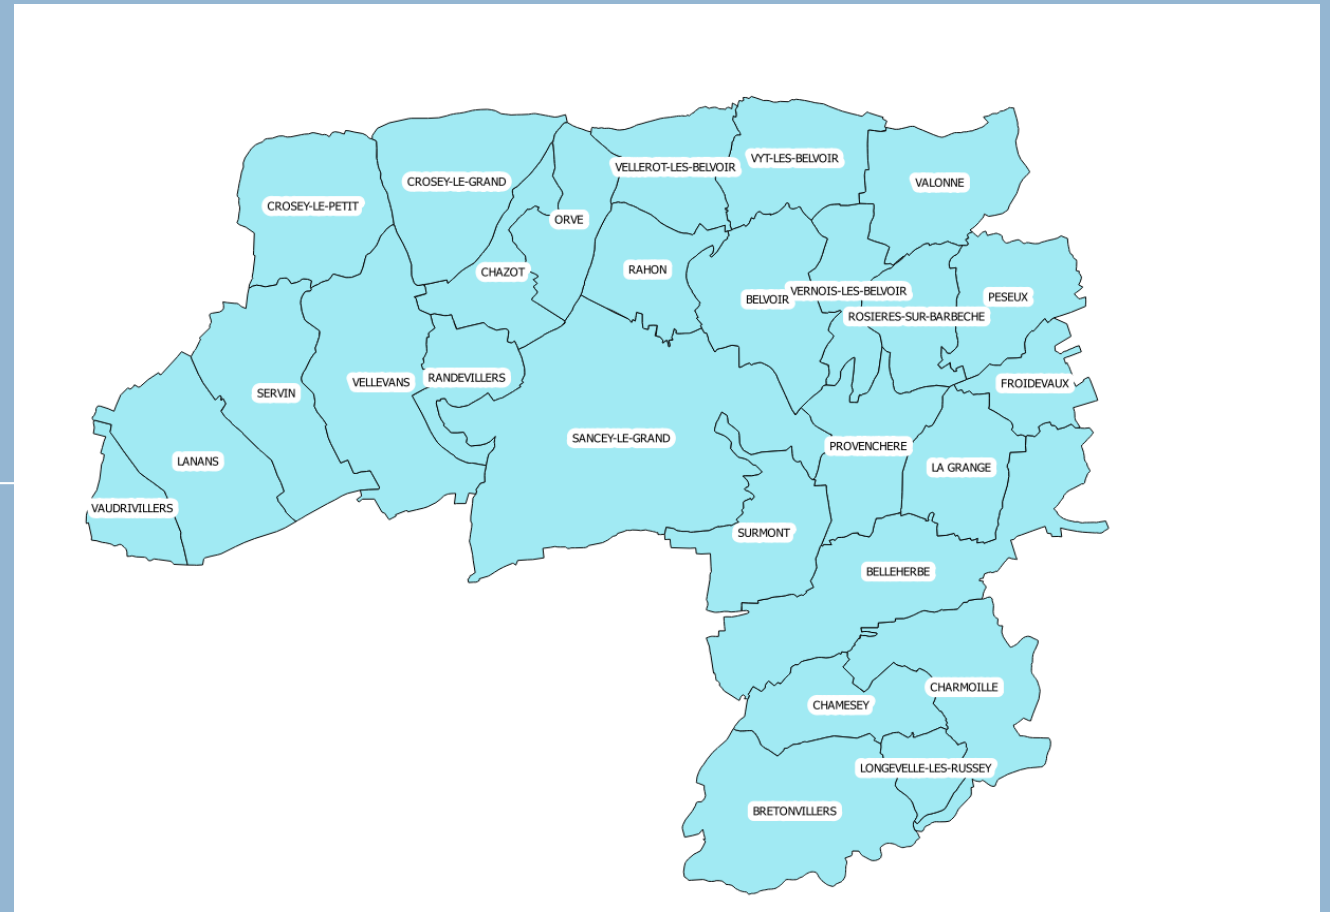 VYT-LES-BELVOIR
VELLEROT-LES-BELVOIR
CROSEY-LE-GRAND
VALONNE
CROSEY-LE-PETIT
ORVE
RAHON
CHAZOT
VERNOIS-LES-BELVOIR
BELVOIR
PESEUX
ROSIERES-SUR-BARBECHE
RANDEVILLERS
VELLEVANS
FROIDEVAUX
SERVIN
SANCEY-LE-GRAND
PROVENCHERE
LANANS
LA GRANGE
VAUDRIVILLERS
SURMONT
BELLEHERBE
CHARMOILLE
CHAMESEY
LONGEVELLE-LES-RUSSEY
BRETONVILLERS